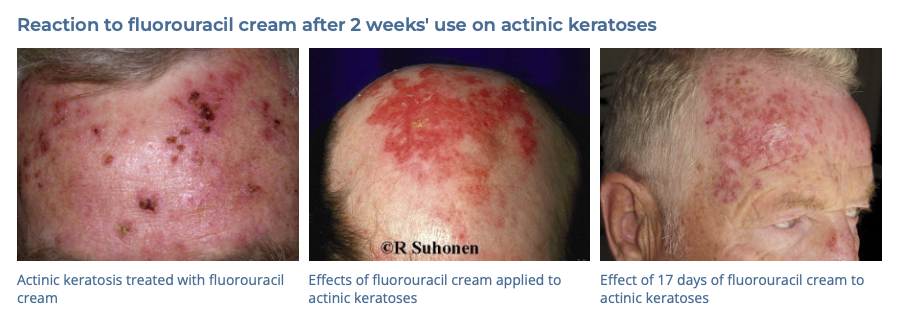 Reaction to fluorouracil cream after 2 weeks' use on actinic keratoses
©R Suhonen
Actinic keratosis treated with fluorouracil
cream
Effects of fluorouracil cream applied to
actinic keratoses
Effect of 17 days of fluorouracil cream to
actinic keratoses